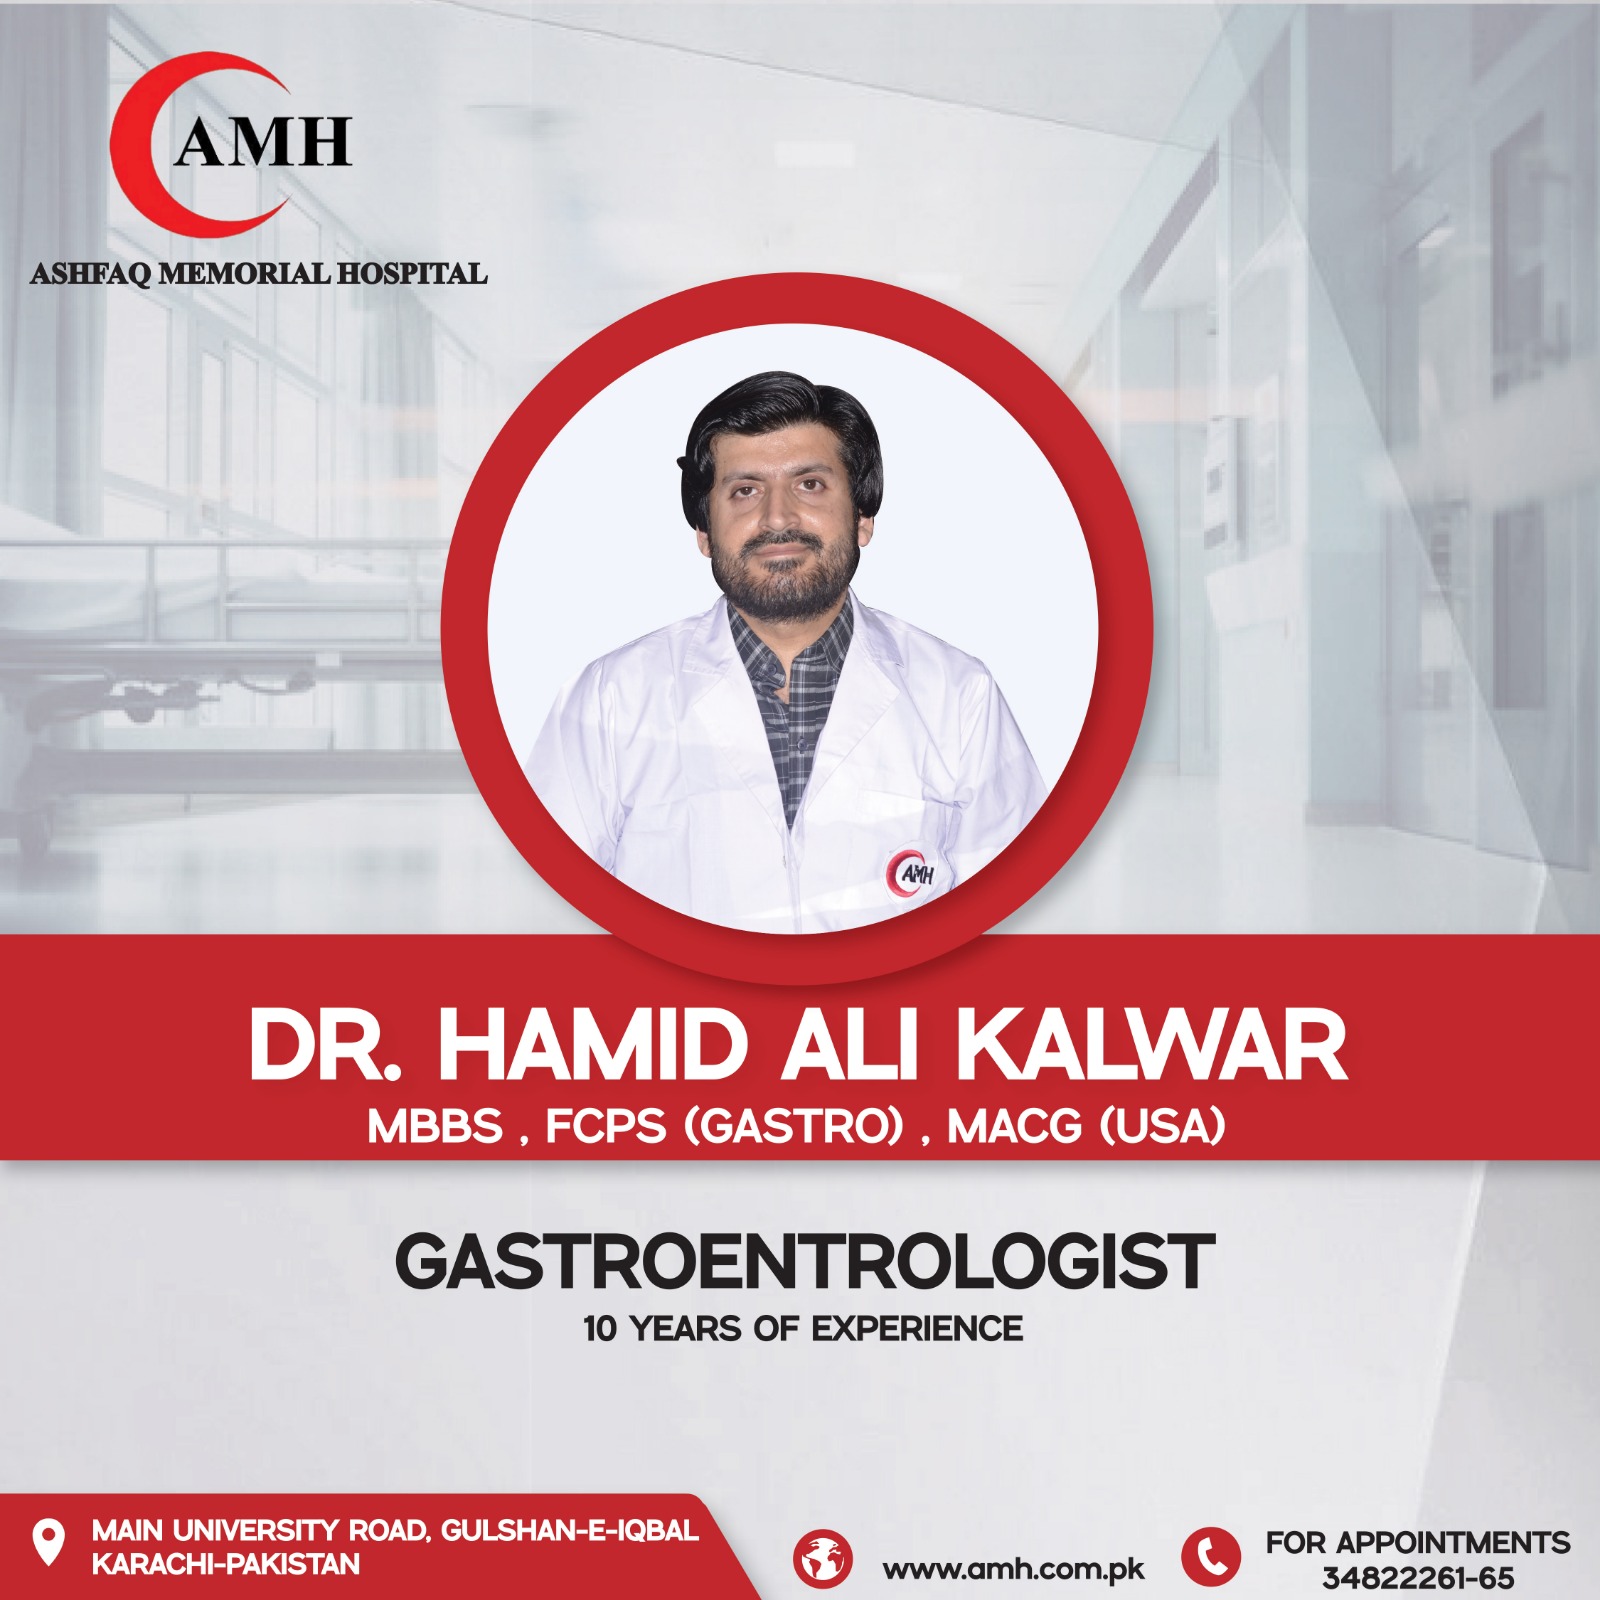 AMH
ASHFAQ MEMORIAL HOSPITAL
AMH
DR. HAMID ALI KALWAR
MBBS , FCPS (GASTRO) , MACG (USA)
GASTROENTROLOGIST
10 YEARS OF EXPERIENCE
MAIN UNIVERSITY ROAD, GULSHAN-E-IQBAL
KARACHI-PAKISTAN
www.amh.com.pk
FOR APPOINTMENTS
34822261-65